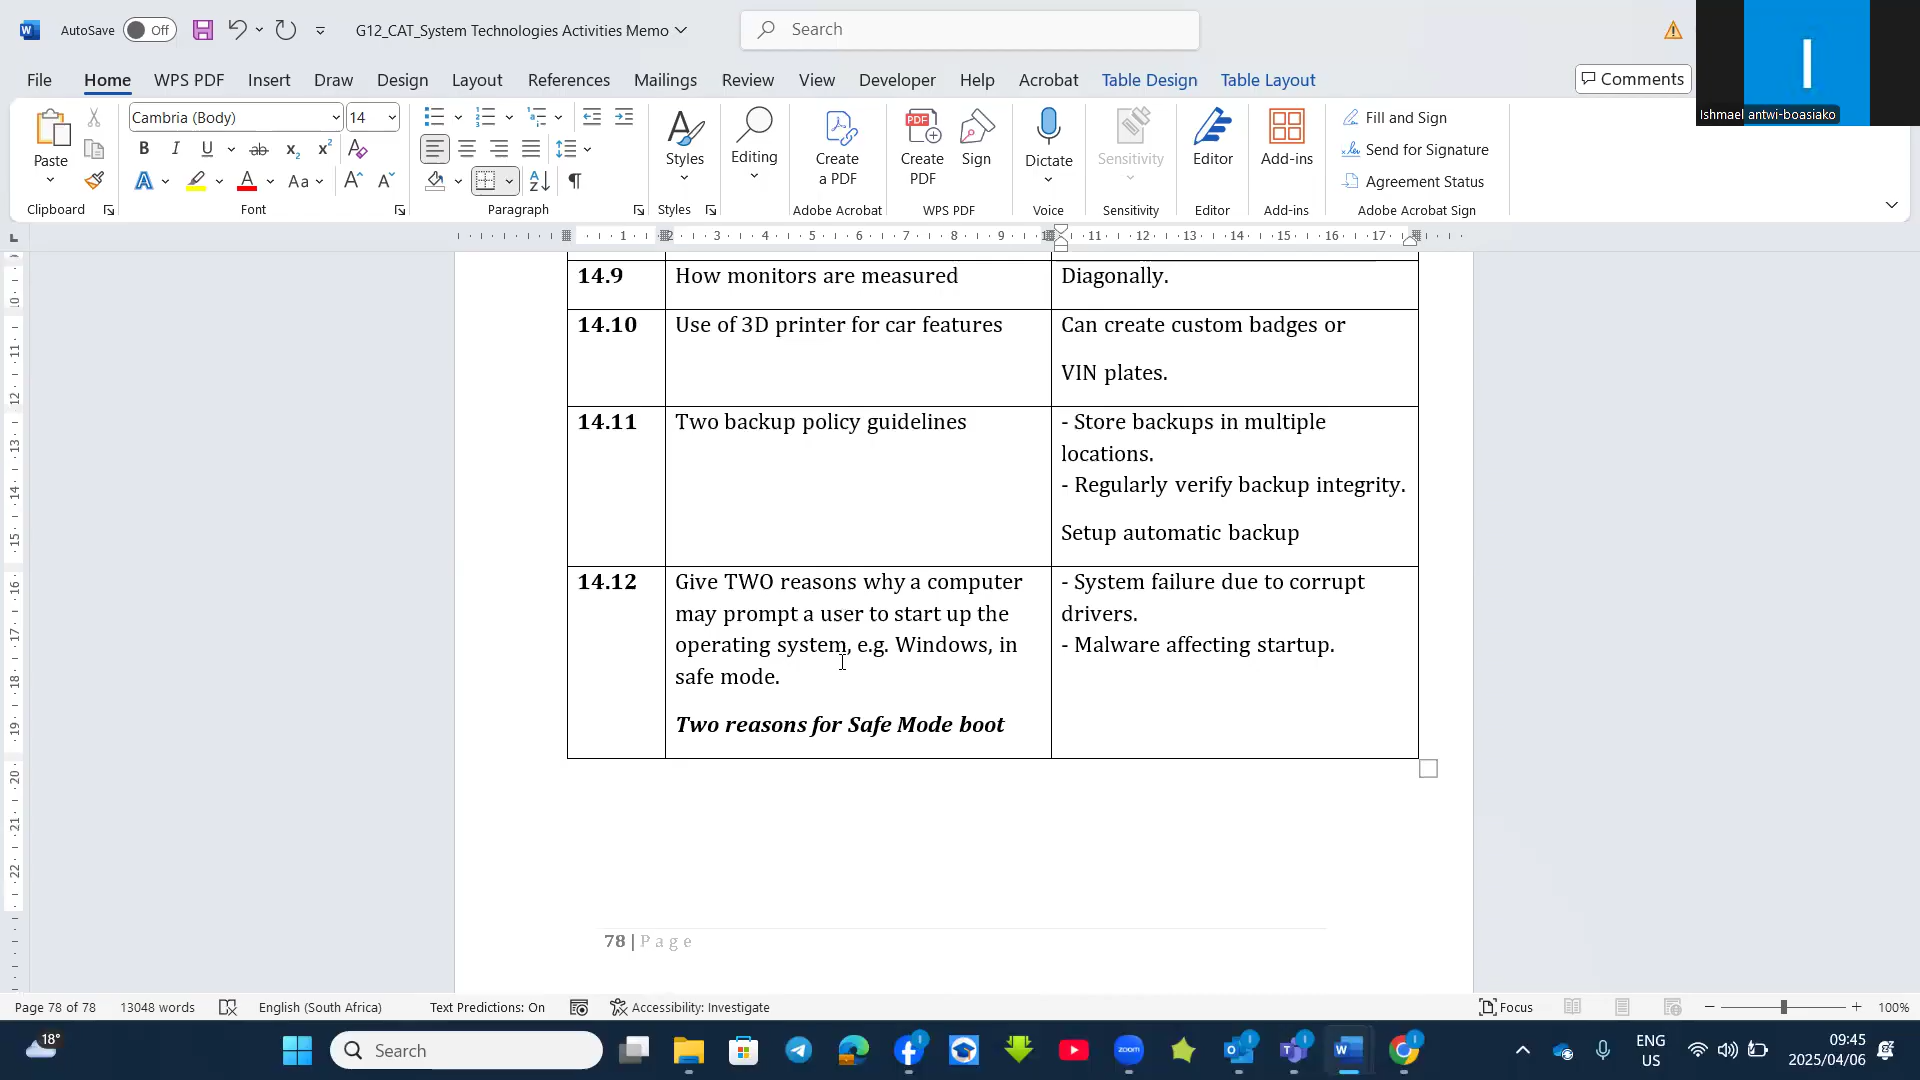 AutoSave Off
G12_CAT_System Technologies Activities Memo
Search
Ishmael antwi-boasiako
File Home WPS PDF Insert Draw Design Layout References Mailings Review View Developer Help Acrobat Table Design Table Layout Comments
Paste
Clipboard
Cambria (Body) 14
Font
Paragraph
Styles
Styles
Editing
Create a PDF
Adobe Acrobat
Create PDF
Sign
WPS PDF
Dictate
Voice
Sensitivity
Sensitivity
Editor
Editor
Add-ins
Add-ins
Fill and Sign
Send for Signature
Agreement Status
Adobe Acrobat Sign
14.9 How monitors are measured Diagonally.
14.10 Use of 3D printer for car features Can create custom badges or
VIN plates.
14.11 Two backup policy guidelines - Store backups in multiple
locations.
- Regularly verify backup integrity.
Setup automatic backup
14.12 Give TWO reasons why a computer - System failure due to corrupt
may prompt a user to start up the drivers.
operating system, e.g. Windows, in - Malware affecting startup.
safe mode.
Two reasons for Safe Mode boot
78 | Page
Page 78 of 78 13048 words English (South Africa) Text Predictions: On Accessibility: Investigate Focus 100%
18°
Search
zoom
ENG
US
09:45
2025/04/06